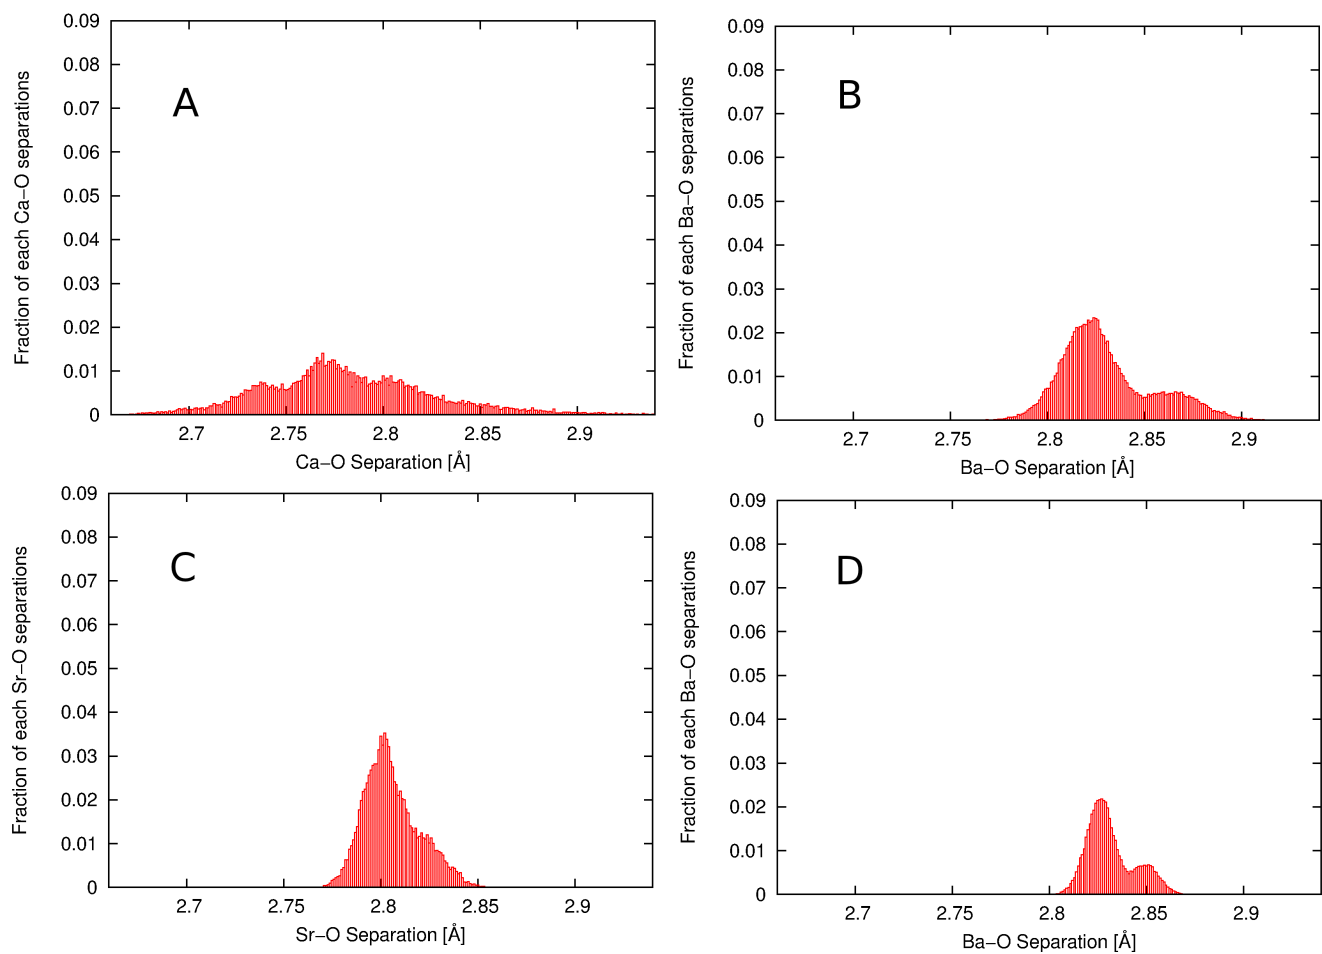 0.09
0.08
0.07
0.06
0.05
0.04
0.03
0.02
0.01
0
Fraction of each Ca−O separations
A
2.7 2.75 2.8 2.85 2.9
Ca−O Separation [Å]
0.09
0.08
0.07
0.06
0.05
0.04
0.03
0.02
0.01
0
Fraction of each Ba−O separations
B
2.7 2.75 2.8 2.85 2.9
Ba−O Separation [Å]
0.09
0.08
0.07
0.06
0.05
0.04
0.03
0.02
0.01
0
Fraction of each Sr−O separations
C
2.7 2.75 2.8 2.85 2.9
Sr−O Separation [Å]
0.09
0.08
0.07
0.06
0.05
0.04
0.03
0.02
0.01
0
Fraction of each Ba−O separations
D
2.7 2.75 2.8 2.85 2.9
Ba−O Separation [Å]